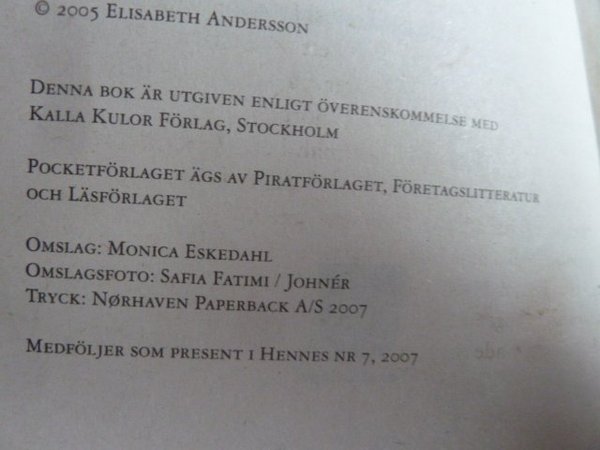 © 2005 Elisabeth Andersson
Denna bok är utgiven enligt överenskommelse med
Kalla Kulor Förlag, Stockholm
Pocketförlaget ägs av Piratförlaget, Företagslitteratur
och Läsförlaget
Omslag: Monica Eskedahl
Omslagsfoto: Safia Fatimi / Johnér
Tryck: Nørhaven Paperback A/S 2007
Medföljer som present i Hennes nr 7, 2007